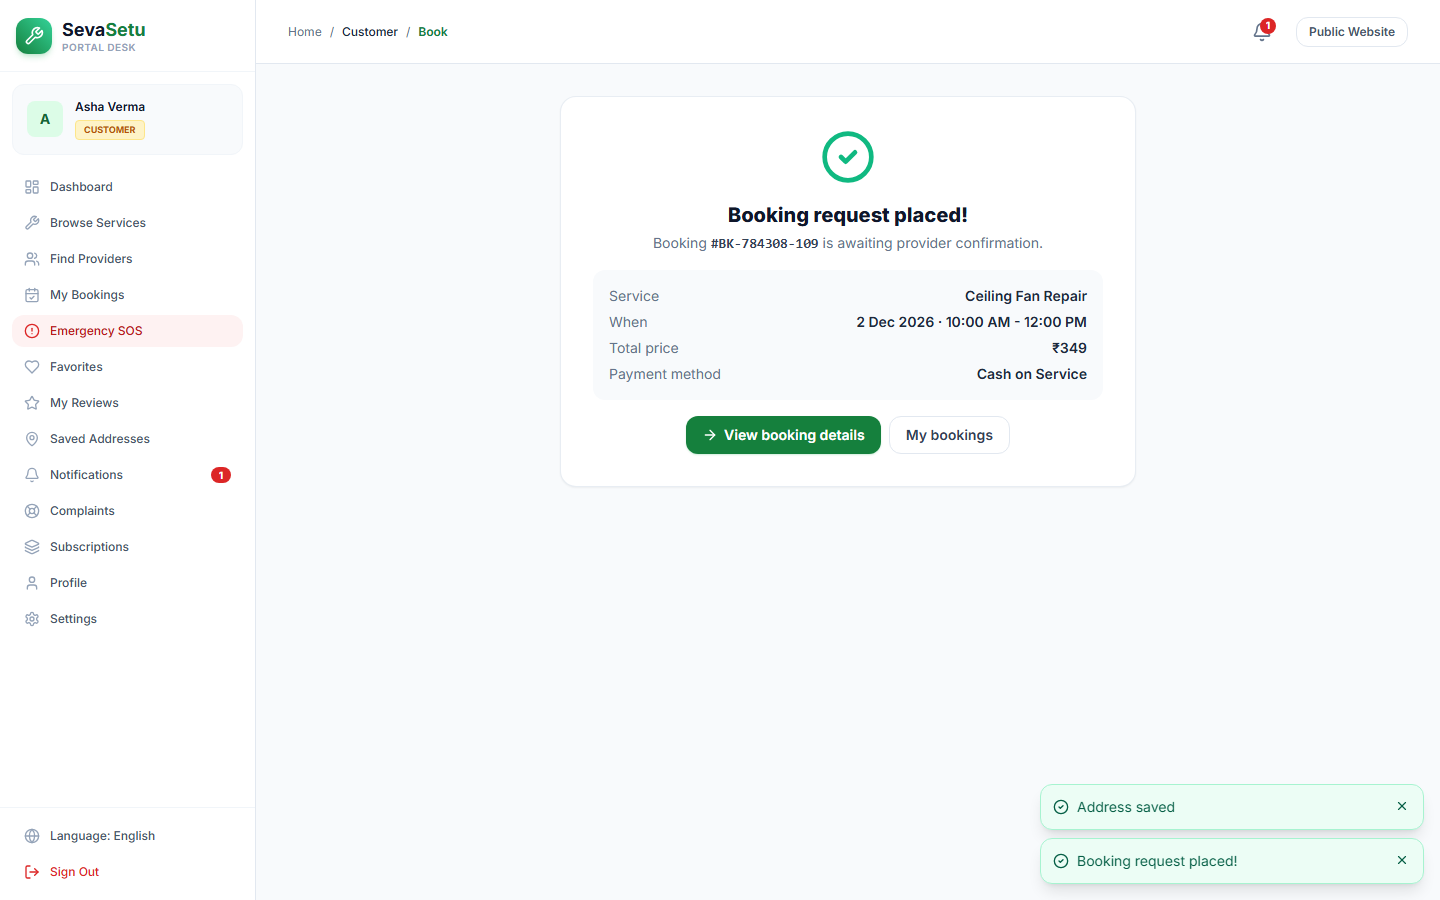 SevaSetu
PORTAL DESK
A
Asha Verma
CUSTOMER
Dashboard
Browse Services
Find Providers
My Bookings
Emergency SOS
Favorites
My Reviews
Saved Addresses
Notifications 1
Complaints
Subscriptions
Profile
Settings
Language: English
Sign Out
Home / Customer / Book
1
Public Website
Booking request placed!
Booking #BK-784308-109 is awaiting provider confirmation.
Service Ceiling Fan Repair
When 2 Dec 2026 · 10:00 AM - 12:00 PM
Total price ₹349
Payment method Cash on Service
→ View booking details
My bookings
Address saved
Booking request placed!